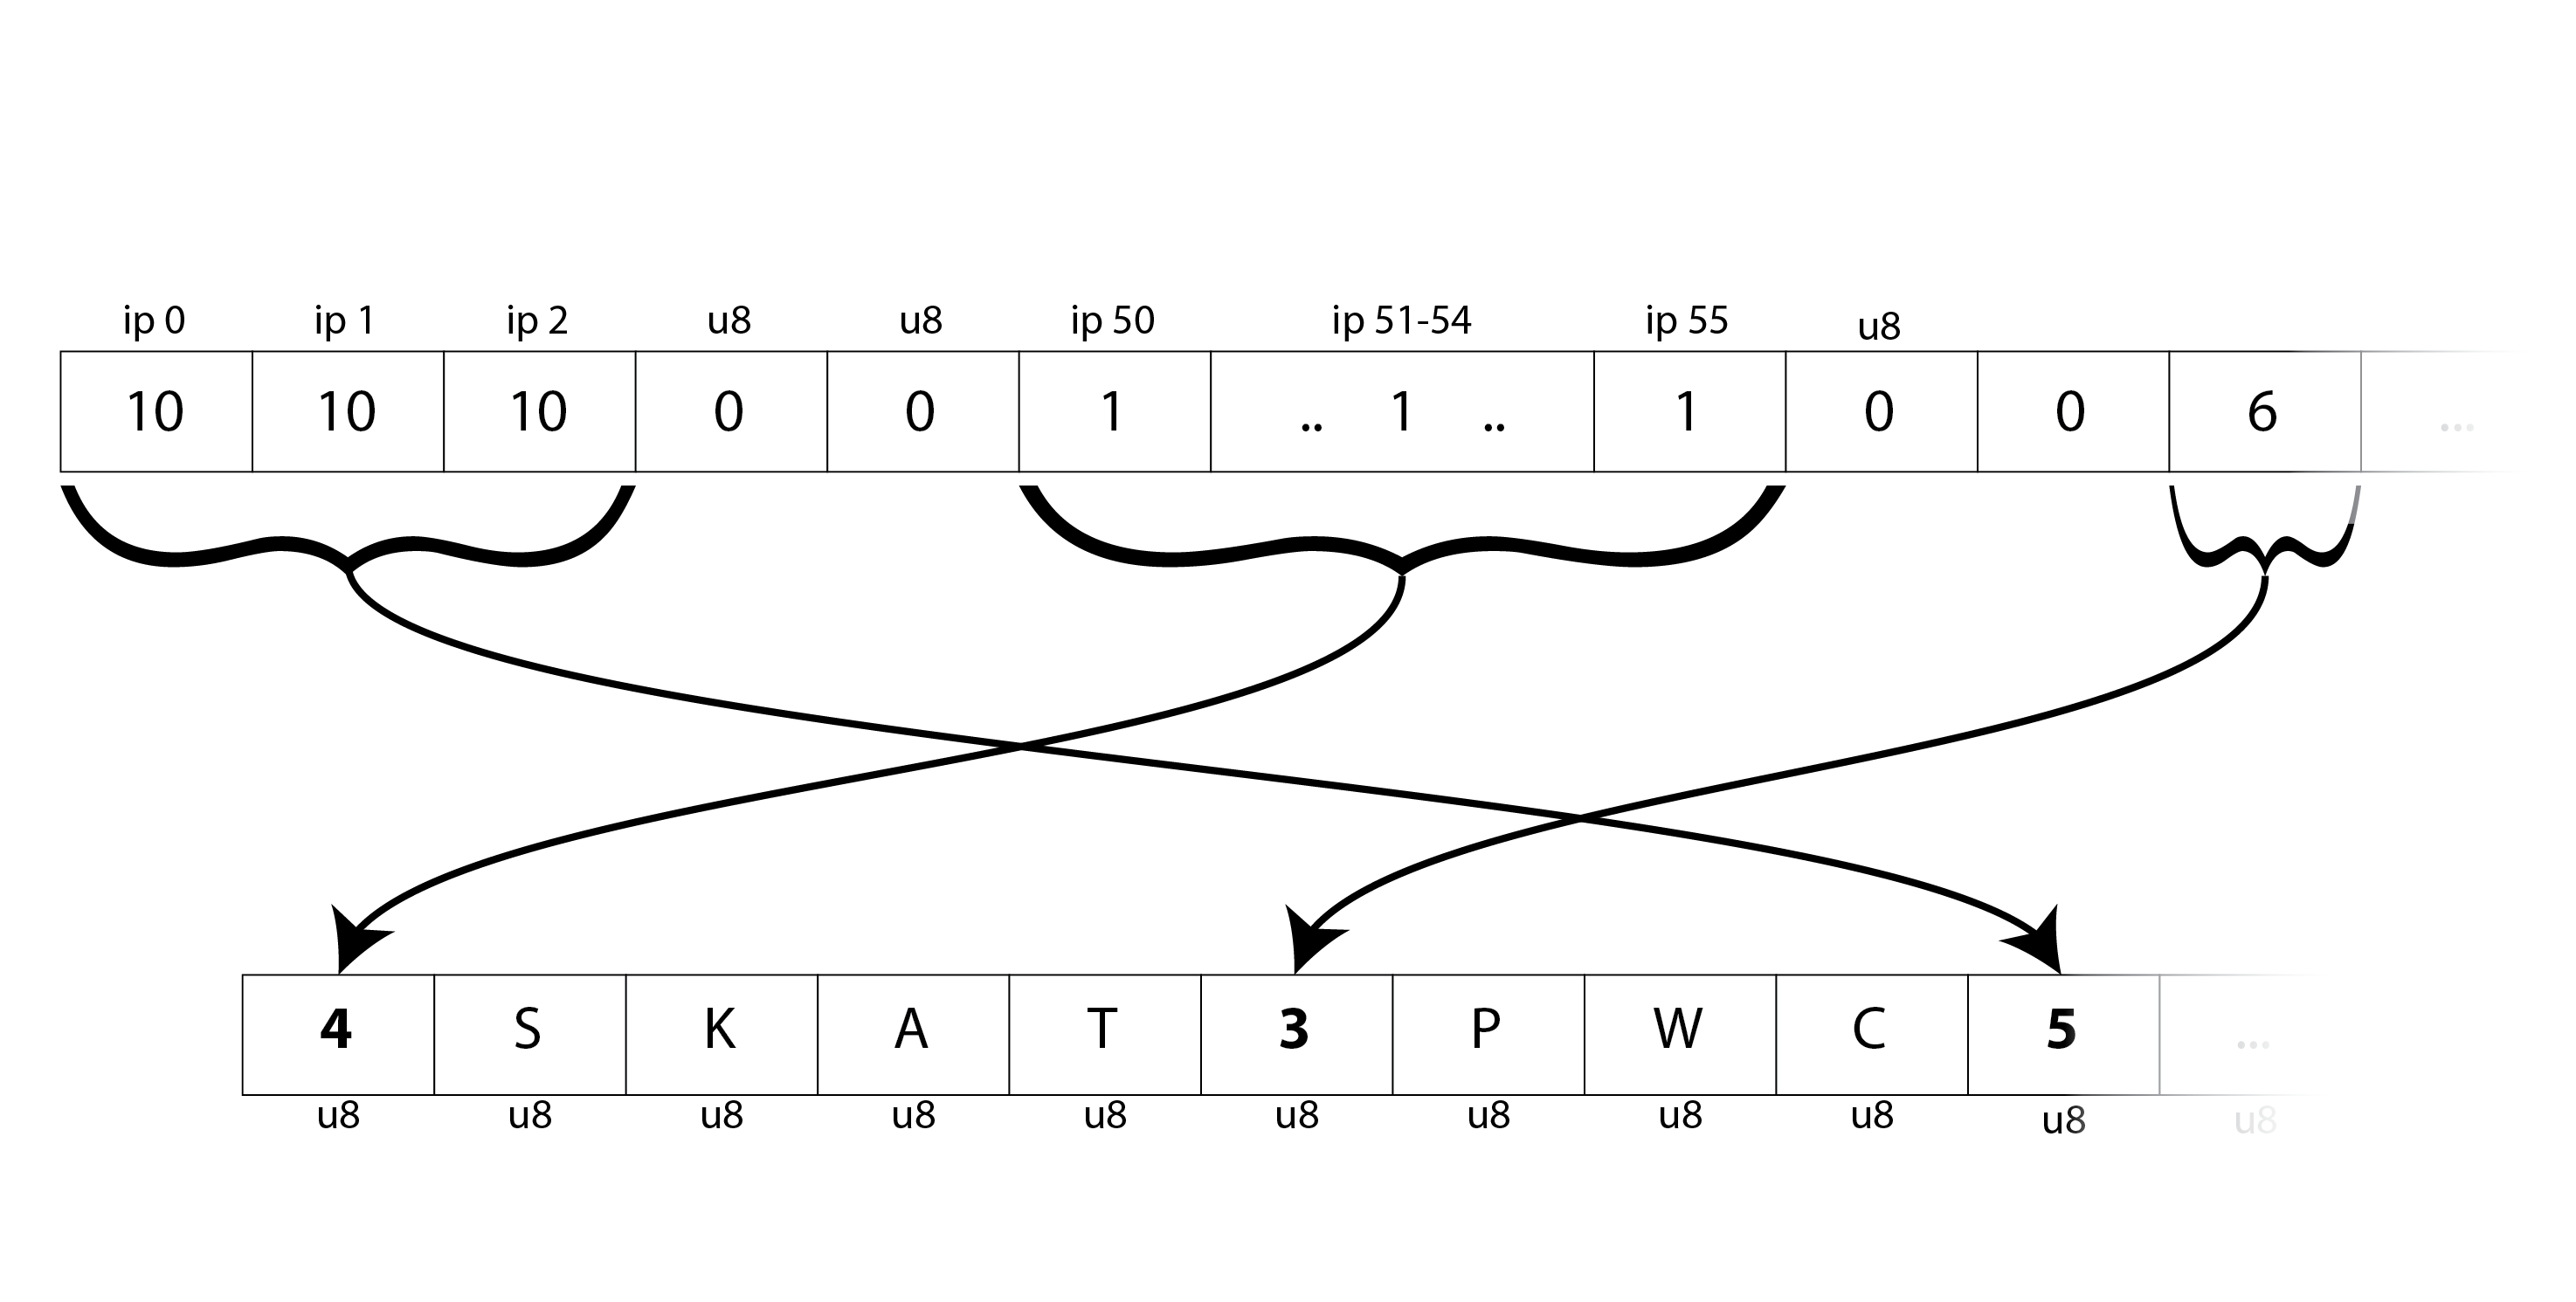 ip 0 ip 1 ip 2 u8 u8 ip 50 ip 51-54 ip 55 u8
10 10 10 0 0 1 .. 1 .. 1 0 0 6 ...
4 S K A T 3 P W C 5 ...
u8 u8 u8 u8 u8 u8 u8 u8 u8 u8 u8